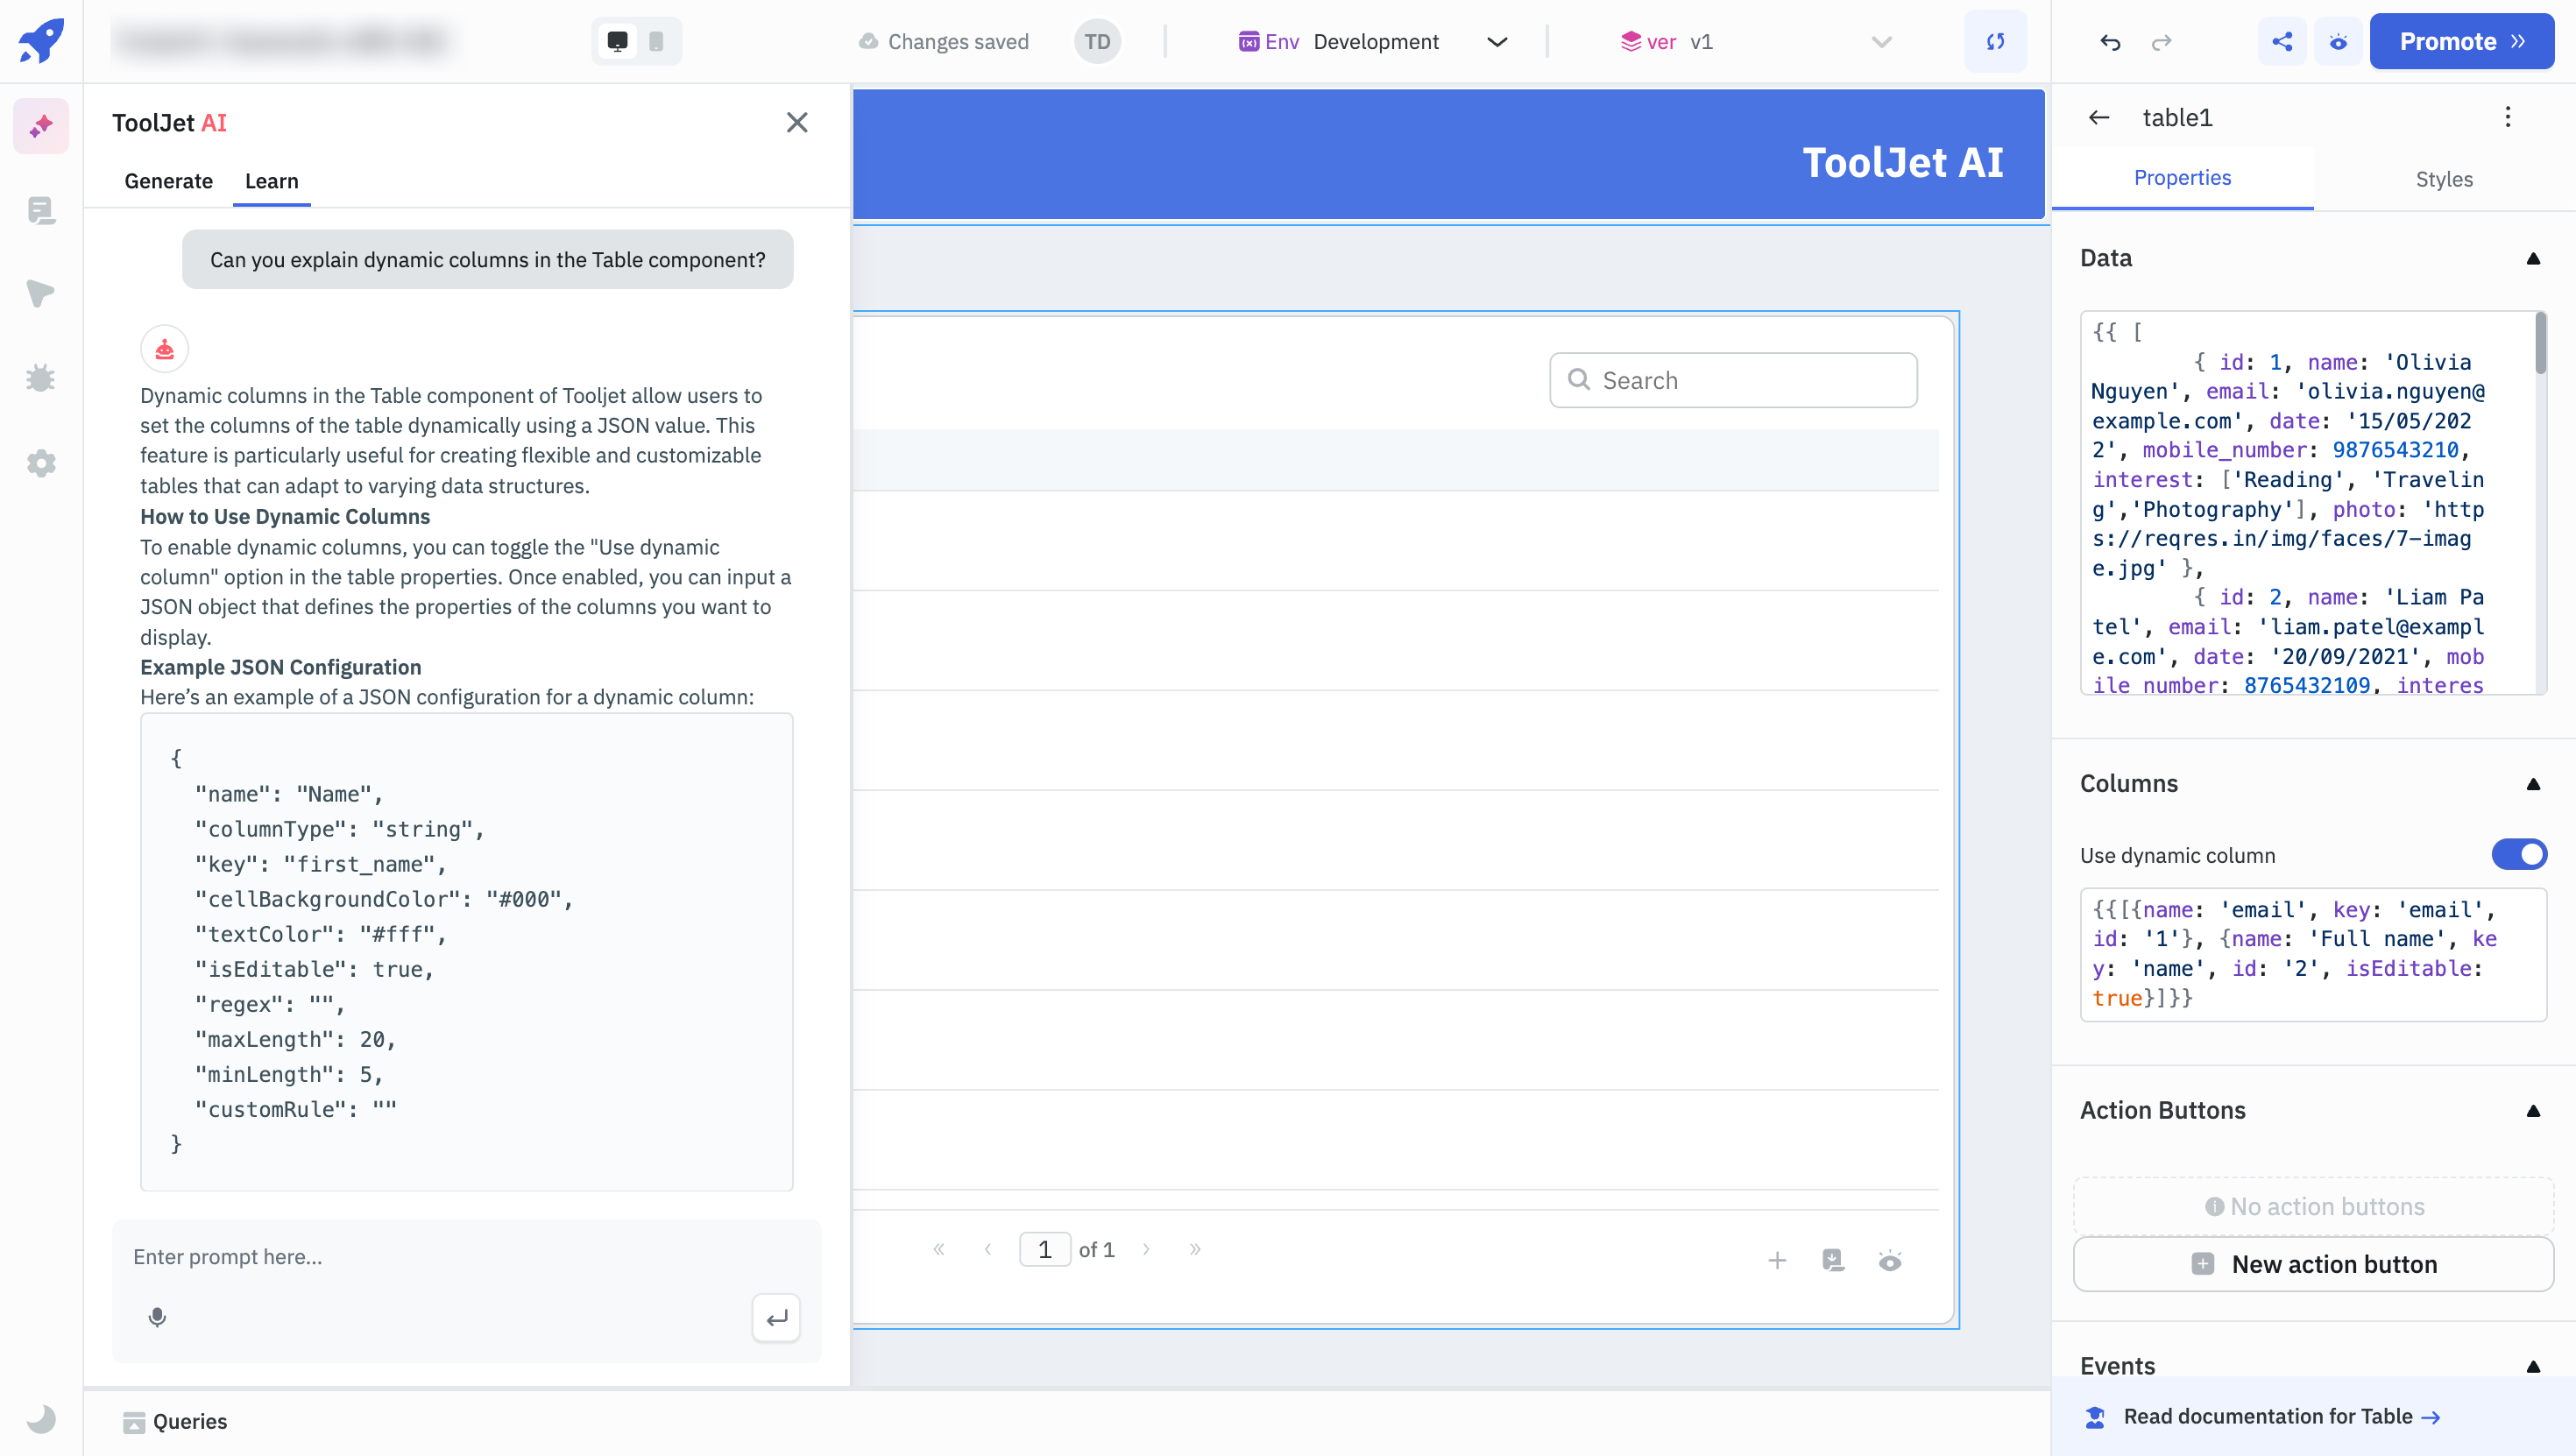 Changes saved
TD
Env Development
ver v1
Promote
ToolJet AI
Generate Learn
Can you explain dynamic columns in the Table component?
Dynamic columns in the Table component of Tooljet allow users to
set the columns of the table dynamically using a JSON value. This
feature is particularly useful for creating flexible and customizable
tables that can adapt to varying data structures.
How to Use Dynamic Columns
To enable dynamic columns, you can toggle the "Use dynamic
column" option in the table properties. Once enabled, you can input a
JSON object that defines the properties of the columns you want to
display.
Example JSON Configuration
Here’s an example of a JSON configuration for a dynamic column:
{
"name": "Name",
"columnType": "string",
"key": "first_name",
"cellBackgroundColor": "#000",
"textColor": "#fff",
"isEditable": true,
"regex": "",
"maxLength": 20,
"minLength": 5,
"customRule": ""
}
Enter prompt here...
Queries
ToolJet AI
Search
« ‹ 1 of 1 › »
table1
Properties Styles
Data
{{ [
{ id: 1, name: 'Olivia
Nguyen', email: 'olivia.nguyen@
example.com', date: '15/05/202
2', mobile_number: 9876543210,
interest: ['Reading', 'Travelin
g','Photography'], photo: 'http
s://reqres.in/img/faces/7-imag
e.jpg' },
{ id: 2, name: 'Liam Pa
tel', email: 'liam.patel@exampl
e.com', date: '20/09/2021', mob
ile_number: 8765432109, interes
Columns
Use dynamic column
{{[{name: 'email', key: 'email',
id: '1'}, {name: 'Full name', ke
y: 'name', id: '2', isEditable:
true}]}}
Action Buttons
No action buttons
New action button
Events
Read documentation for Table →